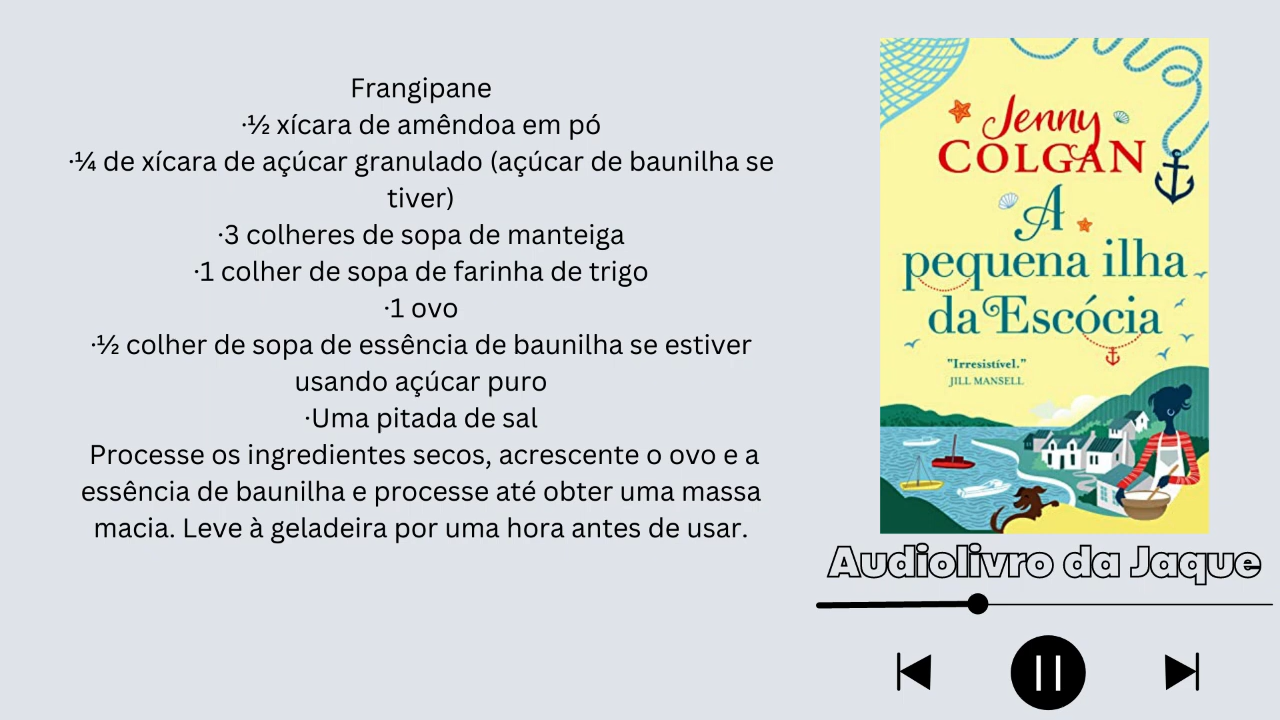 Frangipane
·½ xícara de amêndoa em pó
·¼ de xícara de açúcar granulado (açúcar de baunilha se
tiver)
·3 colheres de sopa de manteiga
·1 colher de sopa de farinha de trigo
·1 ovo
·½ colher de sopa de essência de baunilha se estiver
usando açúcar puro
·Uma pitada de sal
Processe os ingredientes secos, acrescente o ovo e a
essência de baunilha e processe até obter uma massa
macia. Leve à geladeira por uma hora antes de usar.
Jenny
COLGAN
A
pequena ilha
da Escócia
"Irresistível."
JILL MANSELL
Audiolivro da Jaque